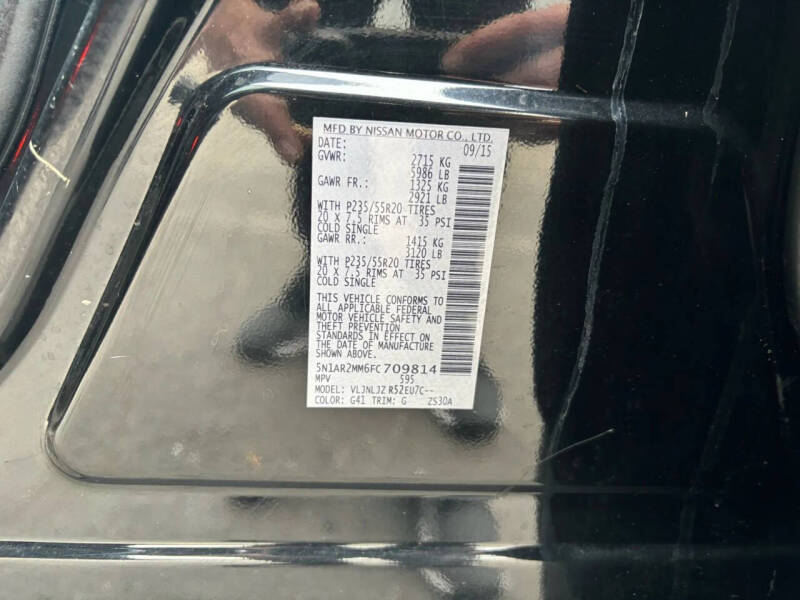 MFD BY NISSAN MOTOR CO., LTD.
DATE: 09/15
GVWR: 2715 KG
5986 LB
GAWR FR.: 1325 KG
2921 LB
WITH P235/55R20 TIRES
20 X 7.5 RIMS AT 35 PSI
COLD SINGLE
GAWR RR.: 1415 KG
3120 LB
WITH P235/55R20 TIRES
20 X 7.5 RIMS AT 35 PSI
COLD SINGLE
THIS VEHICLE CONFORMS TO
ALL APPLICABLE FEDERAL
MOTOR VEHICLE SAFETY AND
THEFT PREVENTION
STANDARDS IN EFFECT ON
THE DATE OF MANUFACTURE
SHOWN ABOVE.
5N1AR2MM6FC709814
MPV 595
MODEL: VLJNLJZ R52EU7C--
COLOR: G41 TRIM: G ZS30A